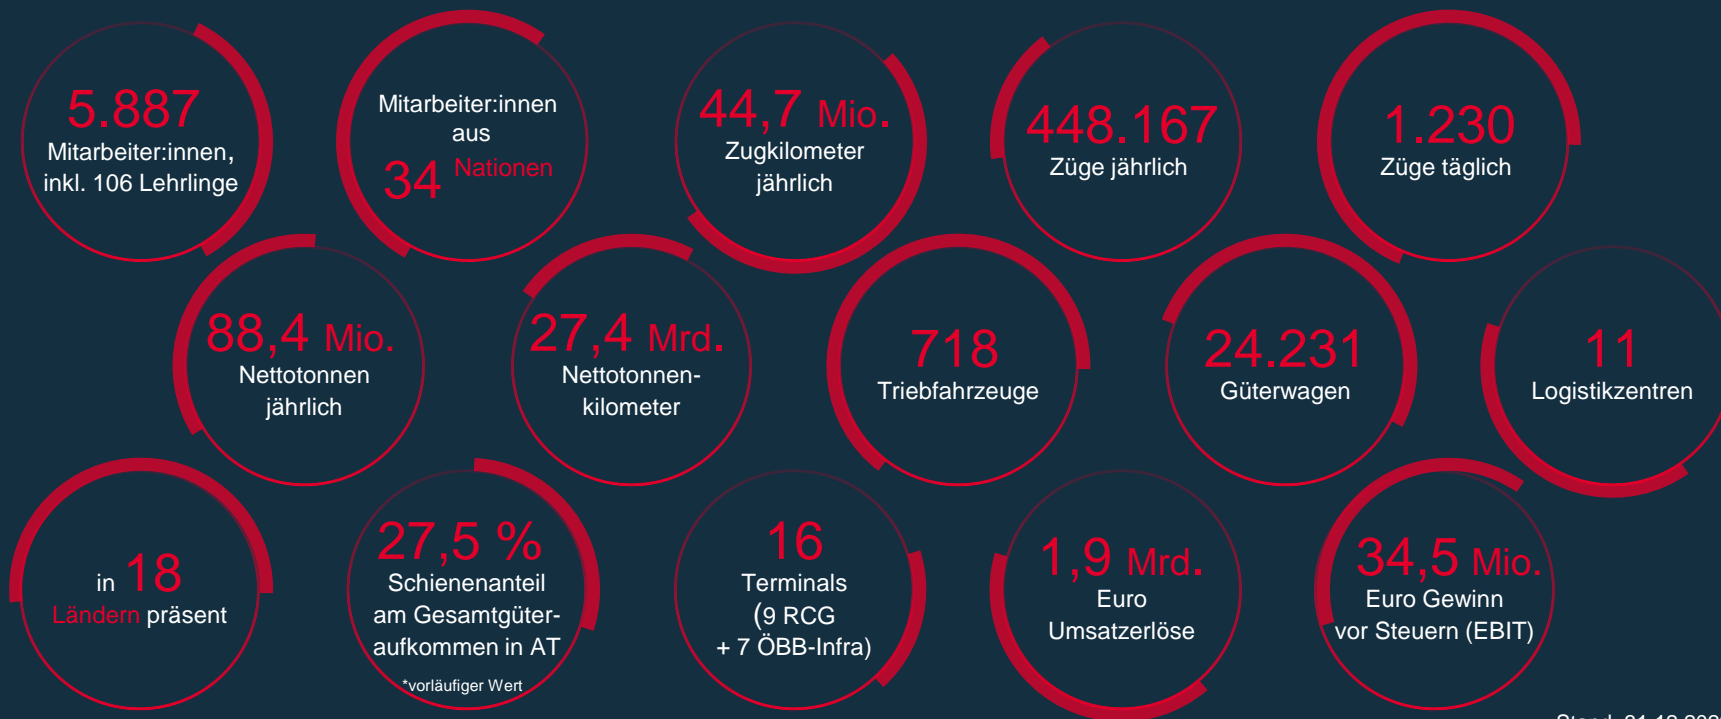 5.887
Mitarbeiter:innen,
inkl. 106 Lehrlinge
Mitarbeiter:innen
aus
34 Nationen
44,7 Mio.
Zugkilometer
jährlich
448.167
Züge jährlich
1.230
Züge täglich
88,4 Mio.
Nettotonnen
jährlich
27,4 Mrd.
Nettotonnen-
kilometer
718
Triebfahrzeuge
24.231
Güterwagen
11
Logistikzentren
in 18
Ländern präsent
27,5 %
Schienenanteil
am Gesamtgüter-
aufkommen in AT
*vorläufiger Wert
16
Terminals
(9 RCG
+ 7 ÖBB-Infra)
1,9 Mrd.
Euro
Umsatzerlöse
34,5 Mio.
Euro Gewinn
vor Steuern (EBIT)